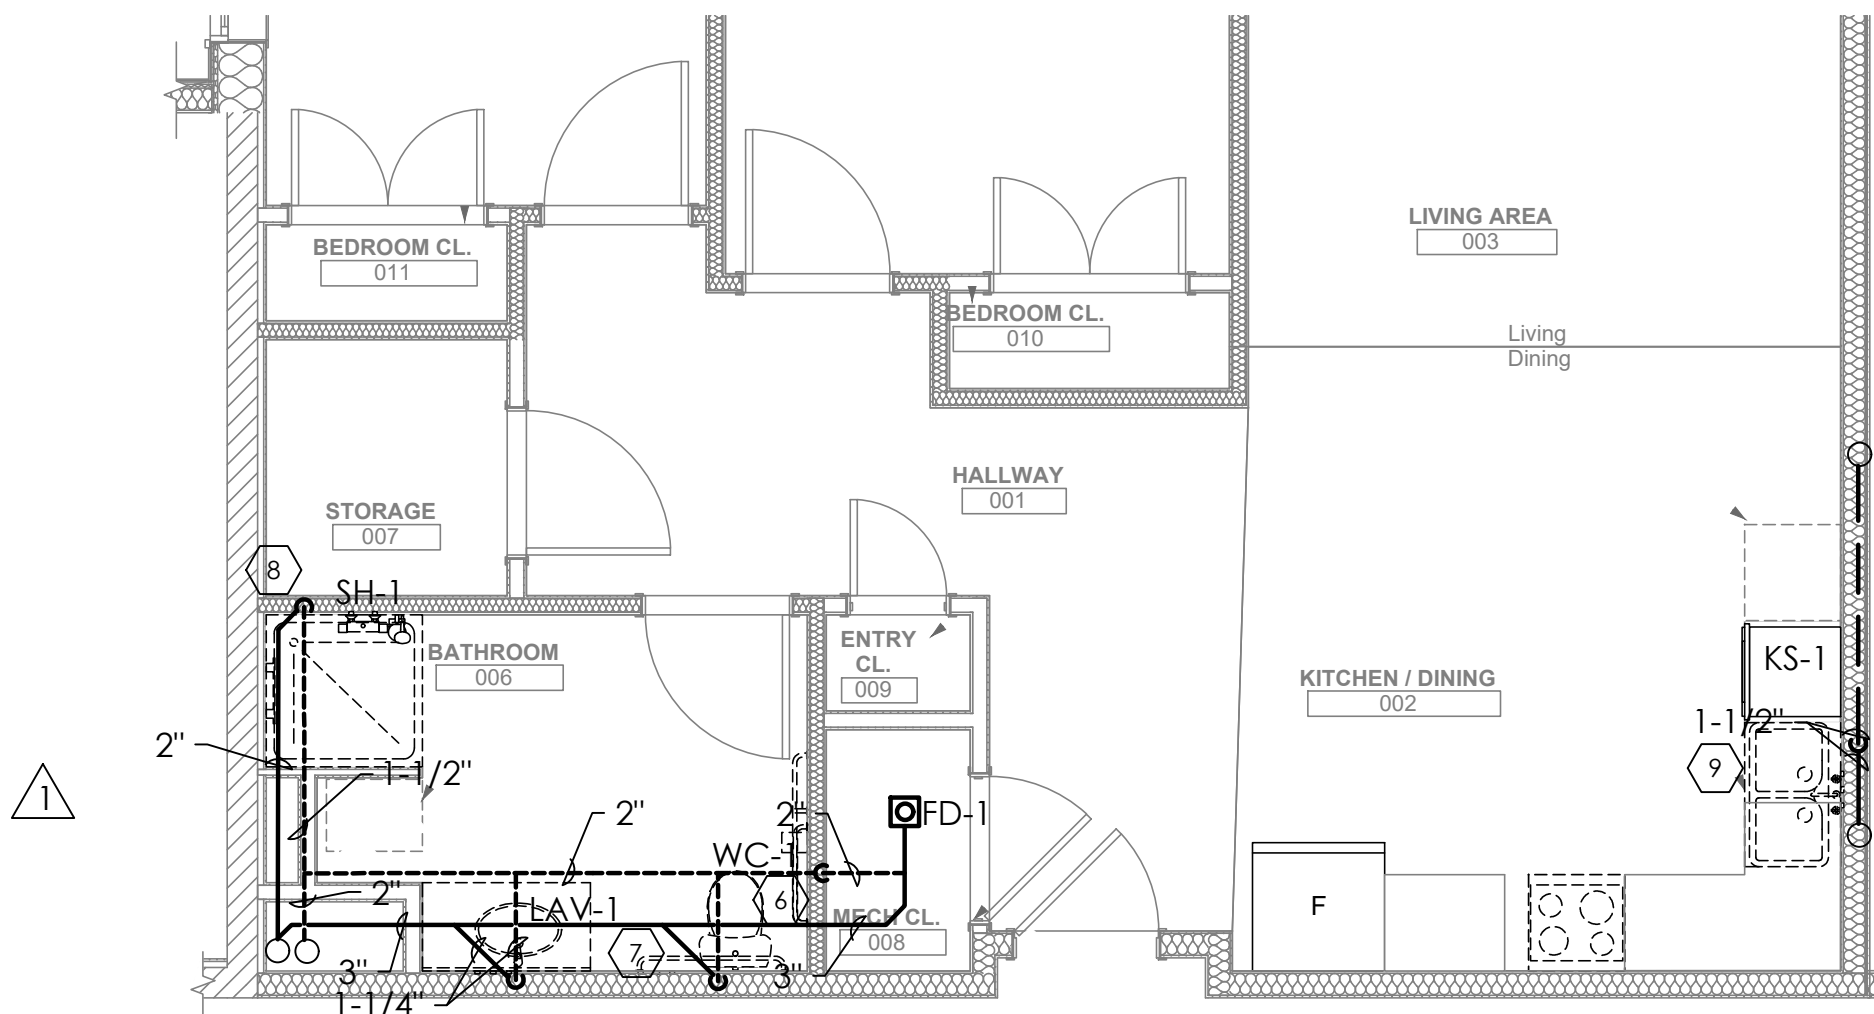 LIVING AREA
003
BEDROOM CL.
011
BEDROOM CL.
010
Living
Dining
HALLWAY
001
STORAGE
007
8
SH-1
ENTRY
CL.
009
BATHROOM
006
KS-1
KITCHEN / DINING
002
1-1/2"
2"
1-1/2"
9
1
2"
2"
FD-1
WC-1
2"
6
LAV-1
F
MECH CL.
008
7
3"
3"
1-1/4"